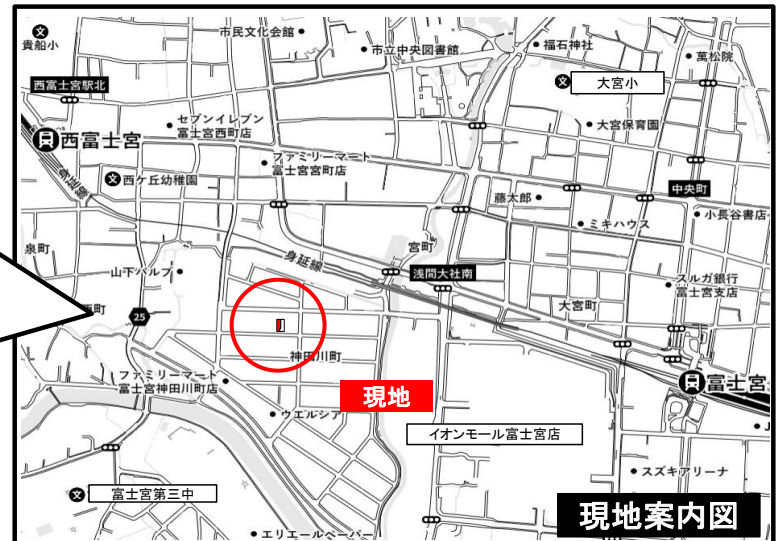 貴船小
市民文化会館
市立中央図書館
福石神社
萬松院
西富士宮駅北
大宮小
セブンイレブン
富士宮西町店
大宮保育園
西富士宮
ファミリーマート
富士宮宮町店
西ケ丘幼稚園
身延線
中央町
藤太郎
小長谷書店
ミキハウス
泉町
宮町
身延線
山下パルプ
浅間大社南
スルガ銀行
富士宮支店
大宮町
25
神田川町
ファミリーマート
富士宮神田川町店
富士宮
現地
ウエルシア
イオンモール富士宮店
スズキアリーナ
富士宮第三中
現地案内図
エリエールペーパー